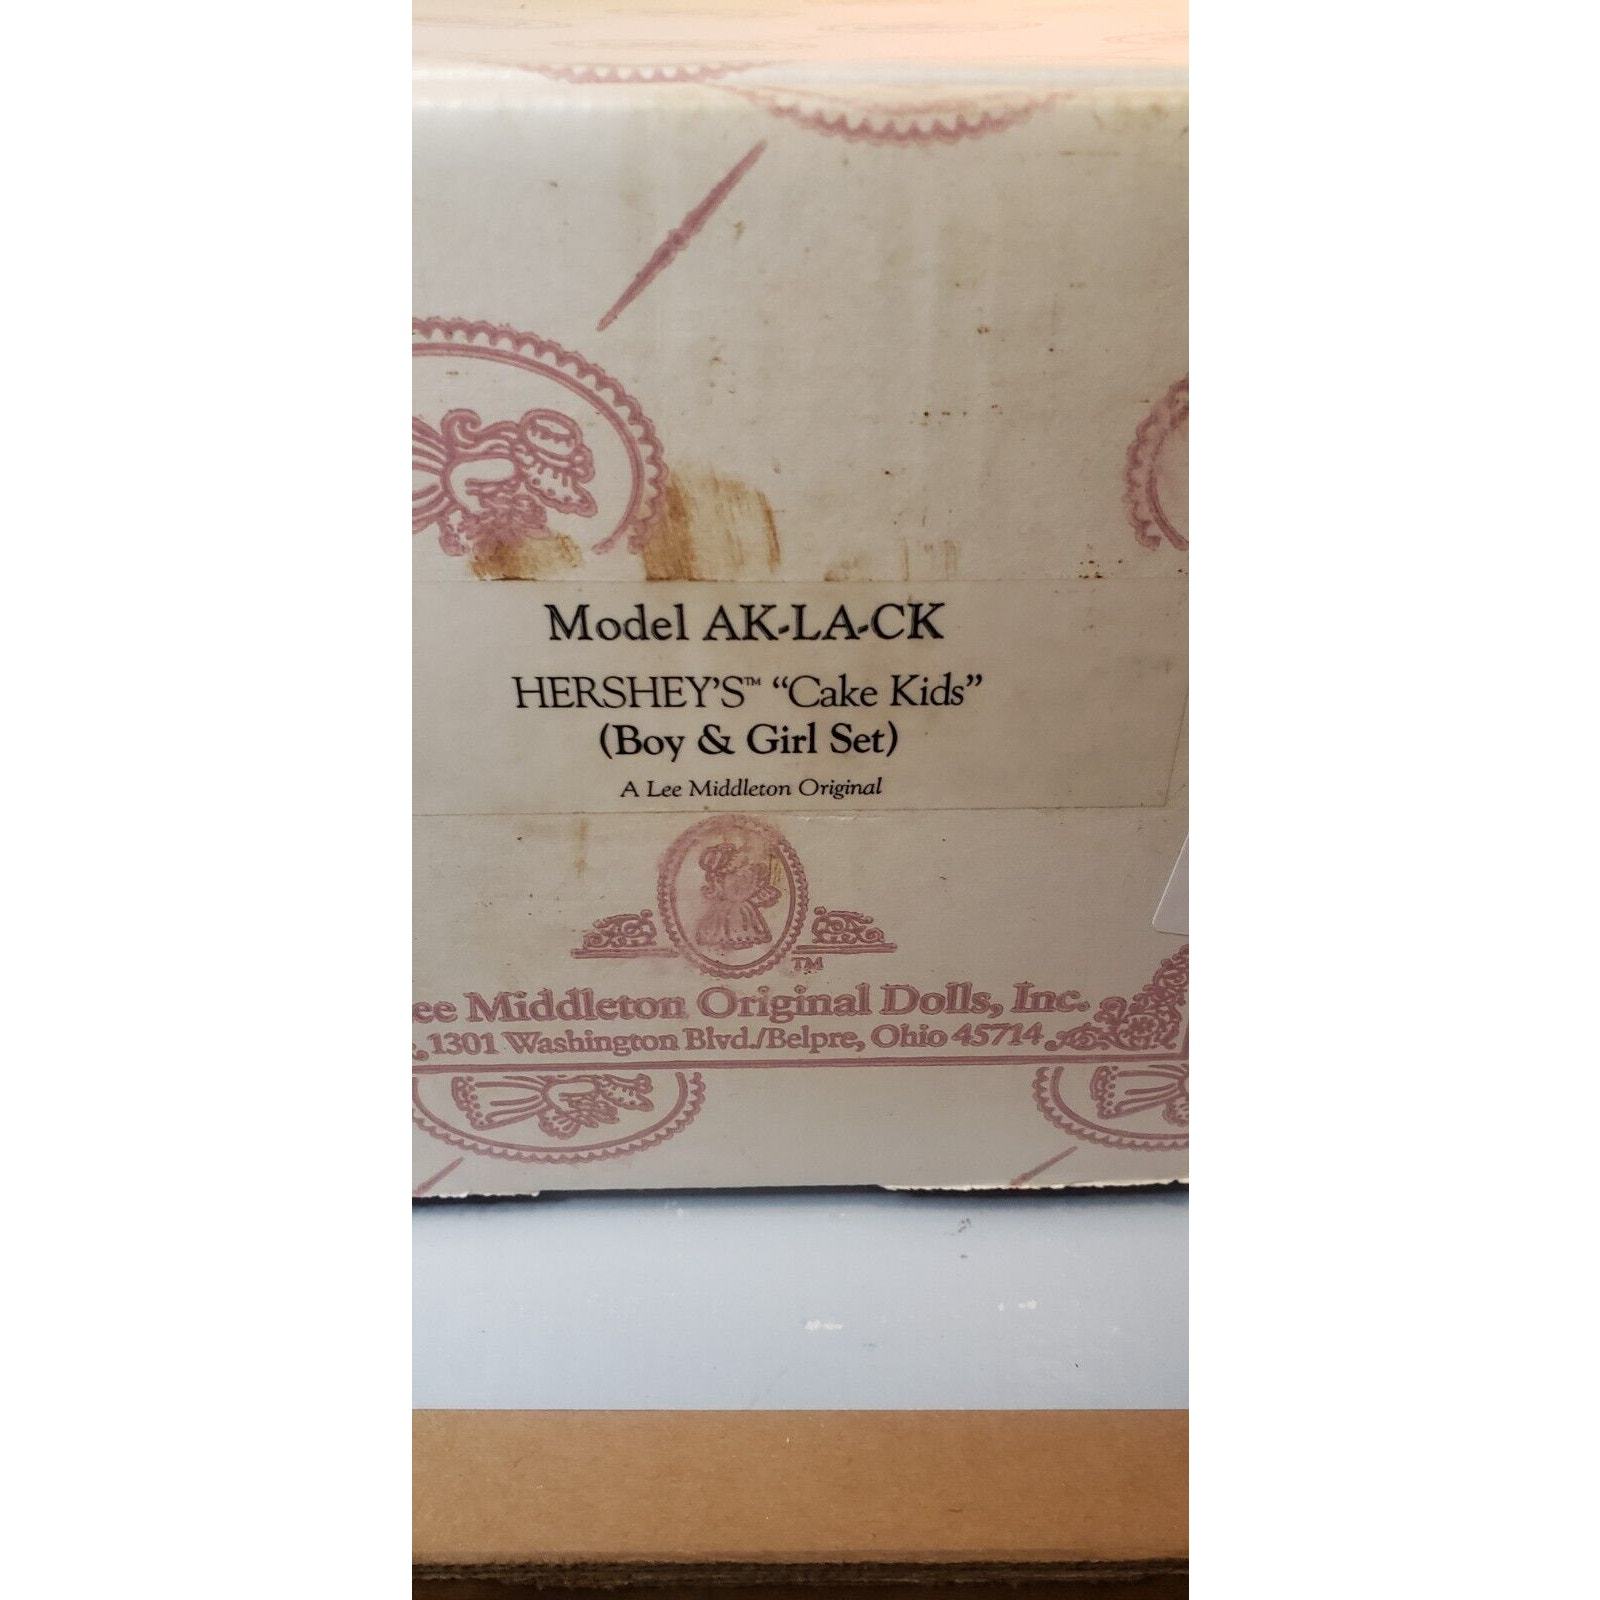 Model AK-LA-CK
HERSHEY'S™ “Cake Kids”
(Boy & Girl Set)
A Lee Middleton Original
TM
ee Middleton Original Dolls, Inc.
1301 Washington Blvd./Belpre, Ohio 45714